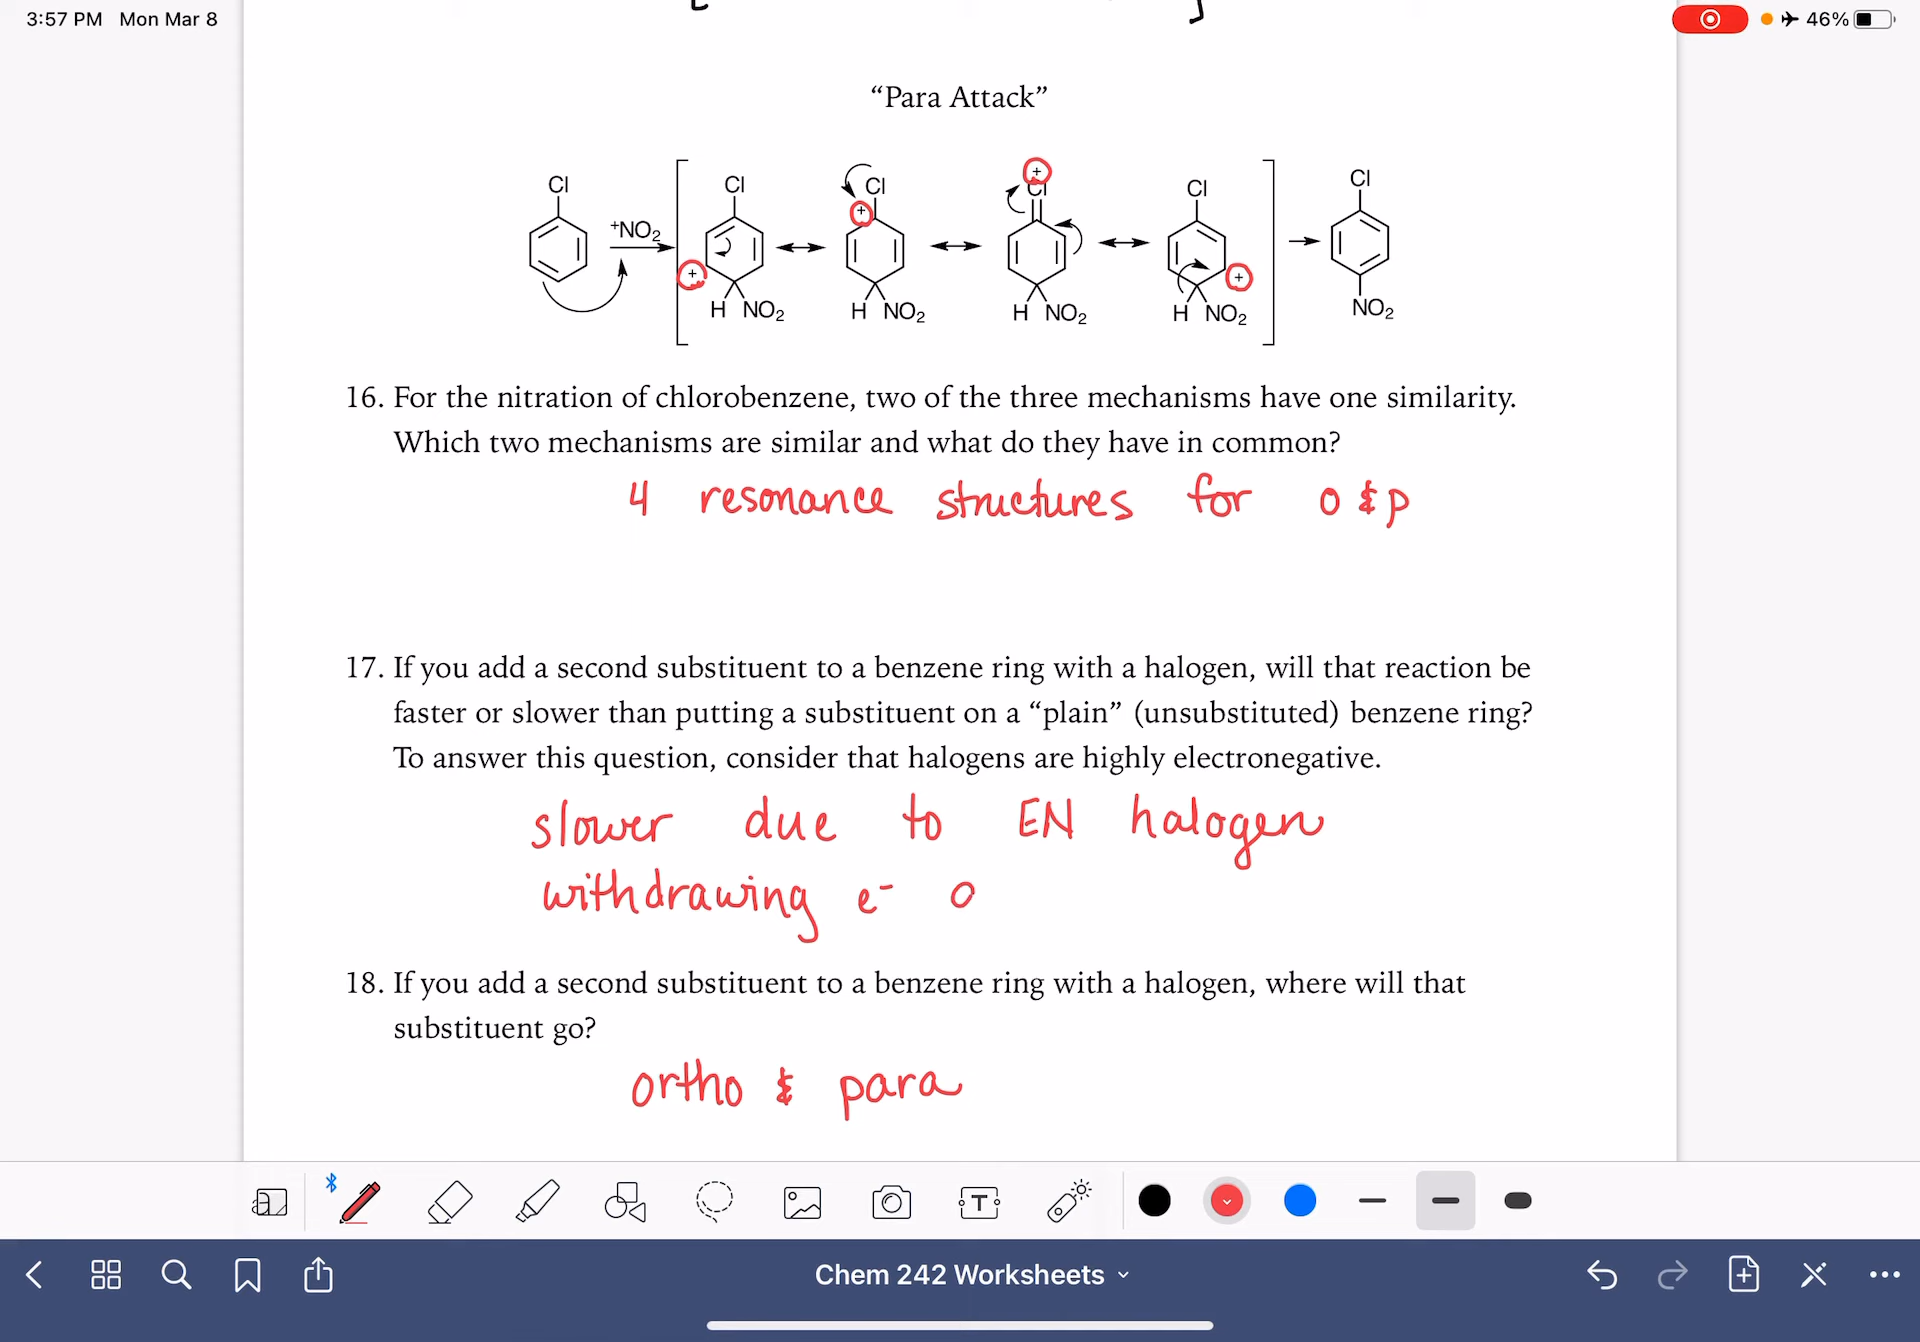 3:57 PM Mon Mar 8
46%
“Para Attack”
Cl +NO2 Cl Cl Cl Cl Cl
+ + + +
H NO2 H NO2 H NO2 H NO2 NO2
16. For the nitration of chlorobenzene, two of the three mechanisms have one similarity.
Which two mechanisms are similar and what do they have in common?
4 resonance structures for o & p
17. If you add a second substituent to a benzene ring with a halogen, will that reaction be
faster or slower than putting a substituent on a “plain” (unsubstituted) benzene ring?
To answer this question, consider that halogens are highly electronegative.
slower due to EN halogen
withdrawing e- o
18. If you add a second substituent to a benzene ring with a halogen, where will that
substituent go?
ortho & para
Chem 242 Worksheets